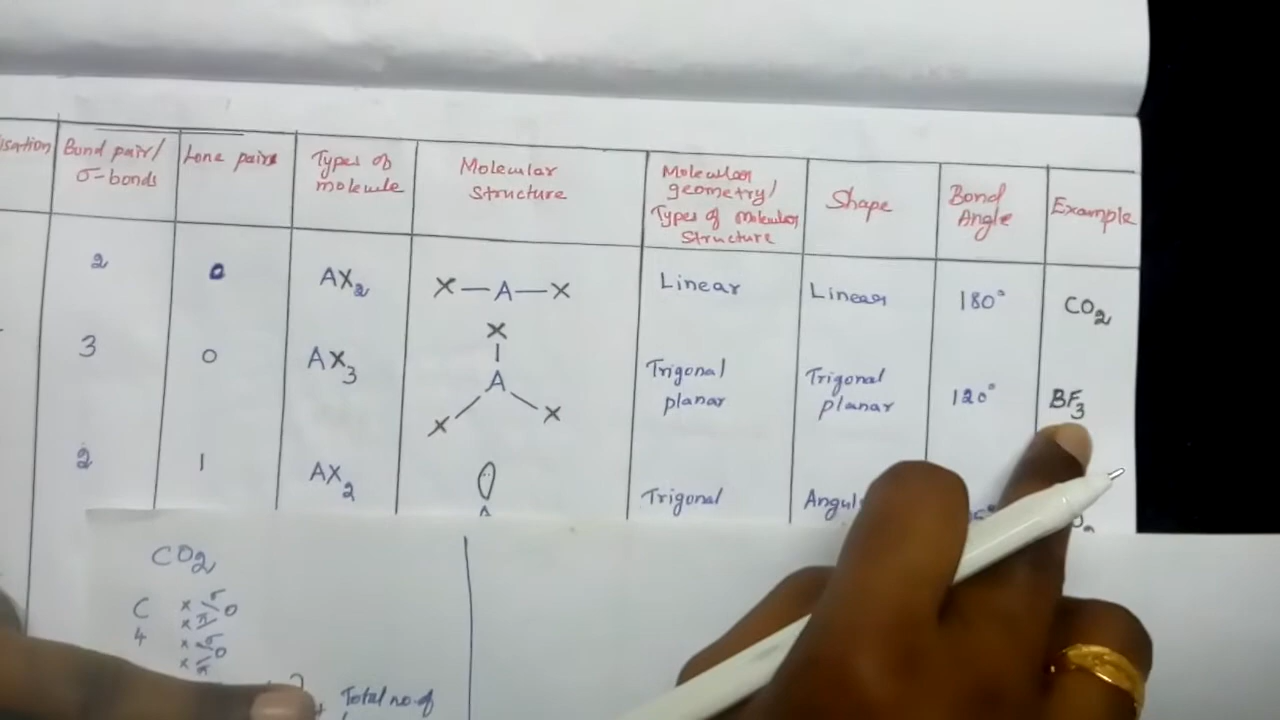 isation
Bond pair/
σ-bonds
Lone pairs
Types of
molecule
Molecular
Structure
Molecular
geometry/
Types of molecular
Structure
Shape
Bond
Angle
Example
2 0 AX₂ X—A—X Linear Linear 180° CO₂
3 0 AX₃
X
A
X X
Trigonal
planar
Trigonal
planar
120° BF₃
2 1 AX₂
Trigonal Angul
CO₂
C x σ O
4 x π
x σ O
x π
Total no of